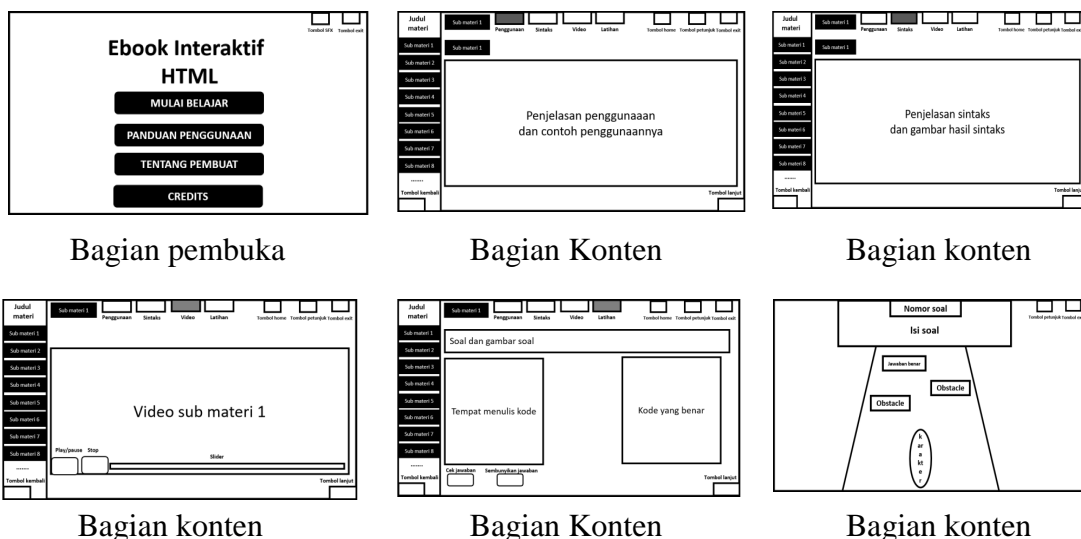 Tombol SFX Tombol exit
Ebook Interaktif
HTML
MULAI BELAJAR
PANDUAN PENGGUNAAN
TENTANG PEMBUAT
CREDITS
Bagian pembuka
Judul
materi
Sub materi 1
Penggunaan Sintaks Video Latihan
Tombol home Tombol petunjuk Tombol exit
Sub materi 1
Sub materi 1
Sub materi 2
Sub materi 3
Sub materi 4
Sub materi 5
Sub materi 6
Sub materi 7
Sub materi 8
.......
Penjelasan penggunaaan
dan contoh penggunaannya
Tombol kembali
Tombol lanjut
Bagian Konten
Judul
materi
Sub materi 1
Penggunaan Sintaks Video Latihan
Tombol home Tombol petunjuk Tombol exit
Sub materi 1
Sub materi 1
Sub materi 2
Sub materi 3
Sub materi 4
Sub materi 5
Sub materi 6
Sub materi 7
Sub materi 8
.......
Penjelasan sintaks
dan gambar hasil sintaks
Tombol kembali
Tombol lanju
Bagian konten
Judul
materi
Sub materi 1
Penggunaan Sintaks Video Latihan
Tombol home Tombol petunjuk Tombol exit
Sub materi 1
Sub materi 2
Sub materi 3
Sub materi 4
Sub materi 5
Sub materi 6
Sub materi 7
Sub materi 8
.......
Video sub materi 1
Play/pause Stop
Slider
Tombol kembali
Tombol lanjut
Bagian konten
Judul
materi
Sub materi 1
Penggunaan Sintaks Video Latihan
Tombol home Tombol petunjuk Tombol exit
Sub materi 1
Sub materi 2
Sub materi 3
Sub materi 4
Sub materi 5
Sub materi 6
Sub materi 7
Sub materi 8
.......
Soal dan gambar soal
Tempat menulis kode
Kode yang benar
Cek jawaban Sembunyikan jawaban
Tombol kembali
Tombol lanjut
Bagian Konten
Nomor soal
Isi soal
Tombol petunjuk Tombol exit
Jawaban benar
Obstacle
Obstacle
k
ar
a
kt
e
r
Bagian konten